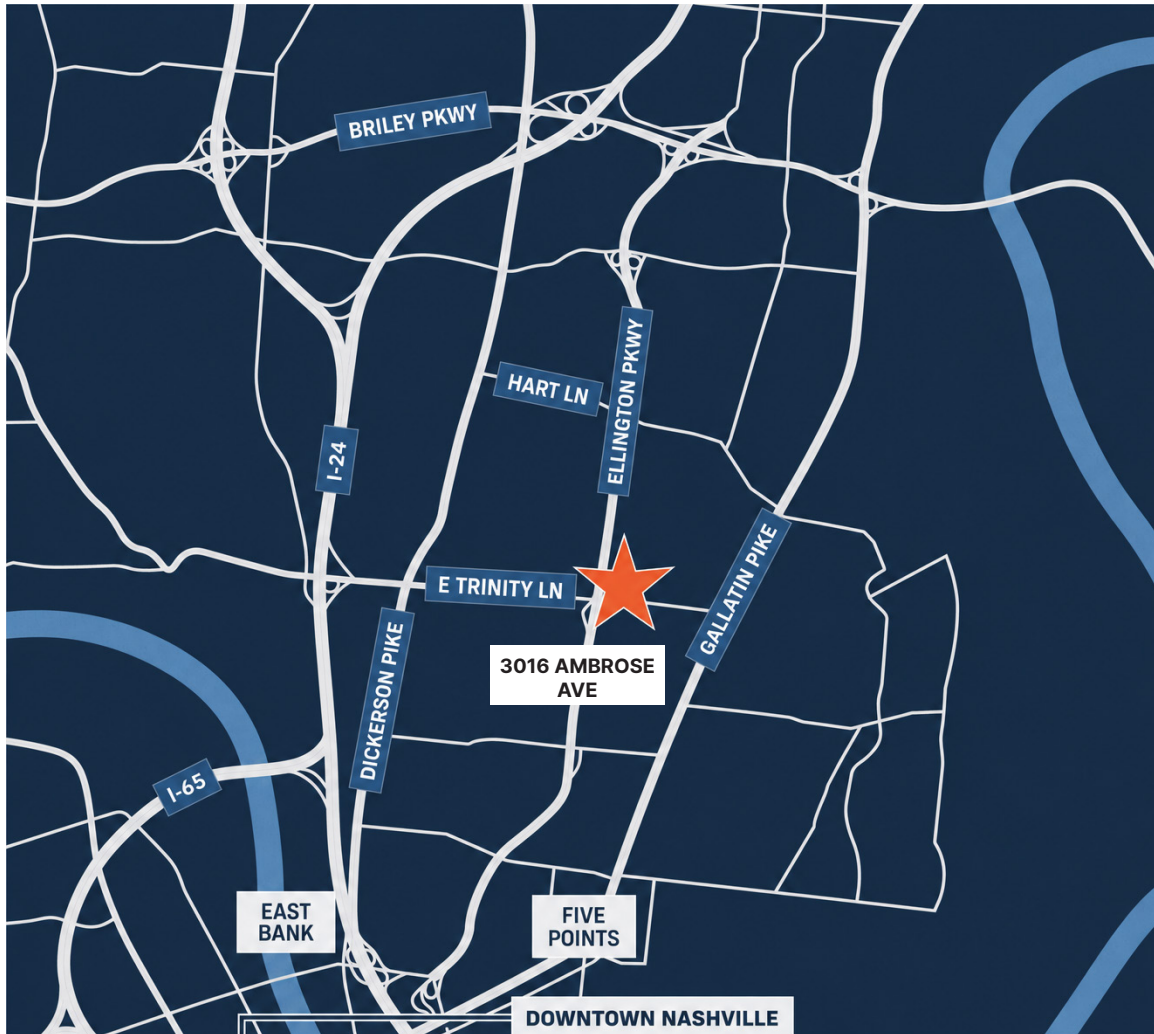 BRILEY PKWY
HART LN
ELLINGTON PKWY
I-24
E TRINITY LN
GALLATIN PIKE
3016 AMBROSE
AVE
DICKERSON PIKE
I-65
EAST
BANK
FIVE
POINTS
DOWNTOWN NASHVILLE